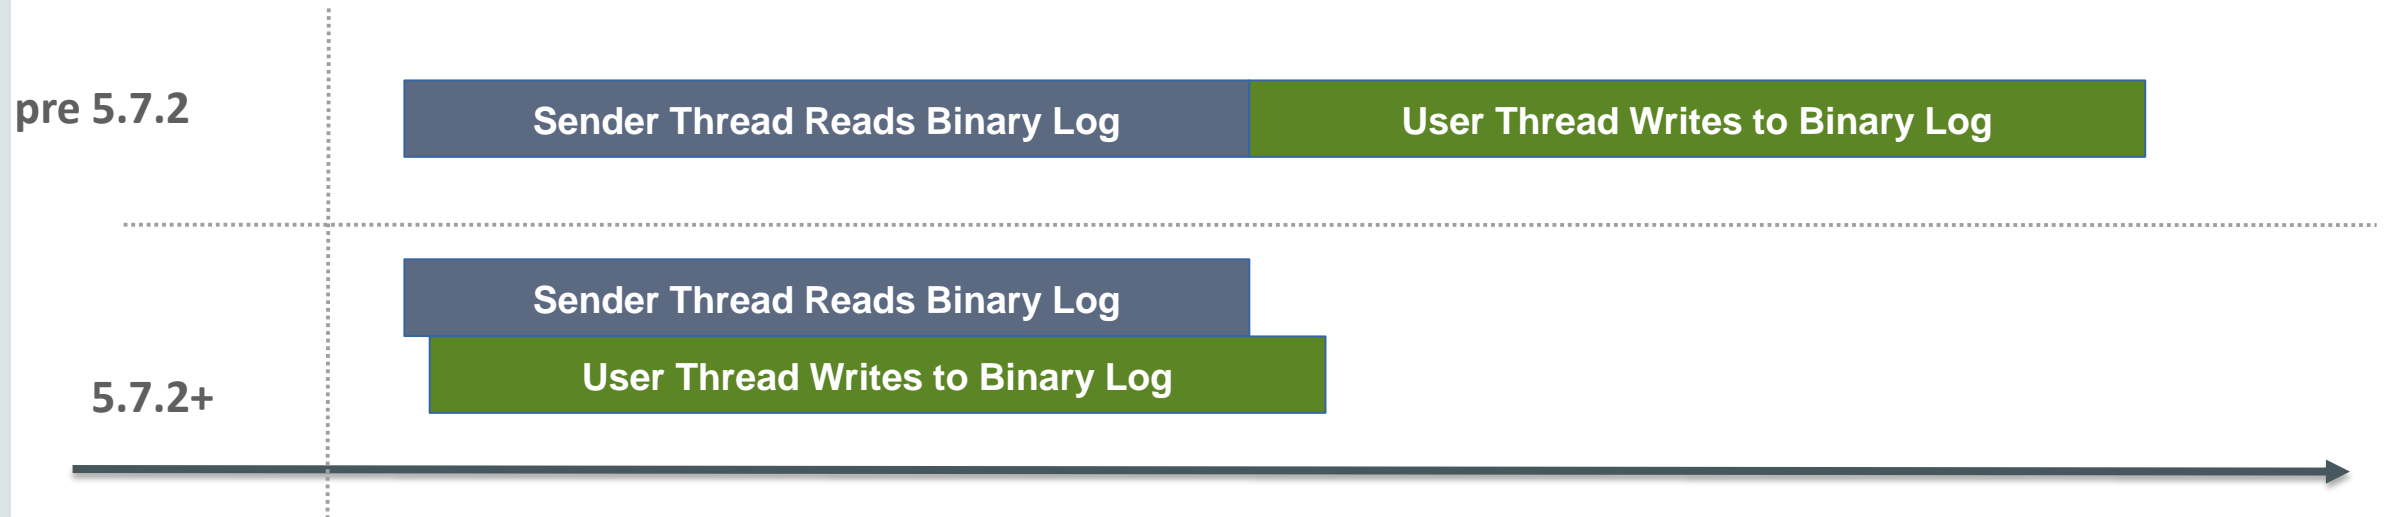 pre 5.7.2
Sender Thread Reads Binary Log
User Thread Writes to Binary Log
5.7.2+
Sender Thread Reads Binary Log
User Thread Writes to Binary Log